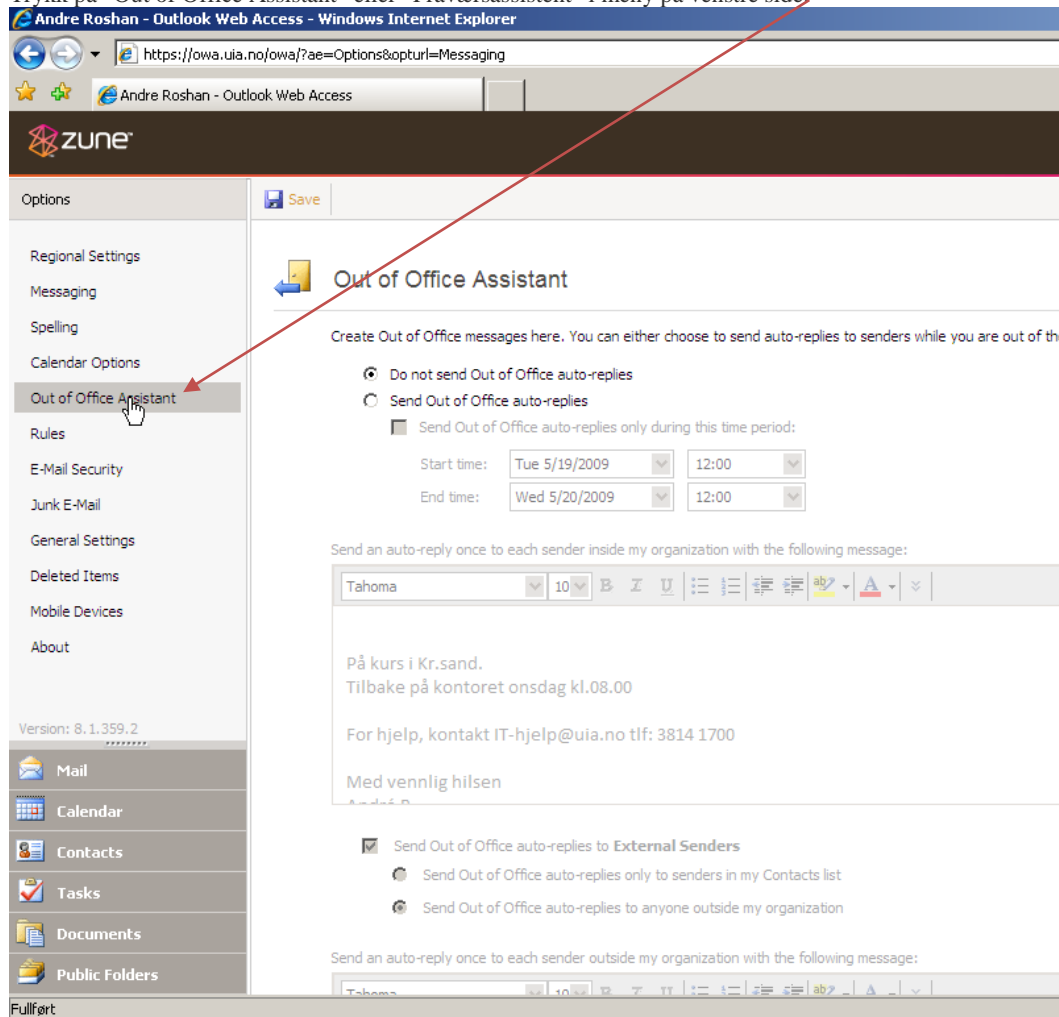 Andre Roshan - Outlook Web Access - Windows Internet Explorer
https://owa.uia.no/owa/?ae=Options&opturl=Messaging
Andre Roshan - Outlook Web Access
zune
Options
Save
Regional Settings
Messaging
Spelling
Calendar Options
Out of Office Assistant
Rules
E-Mail Security
Junk E-Mail
General Settings
Deleted Items
Mobile Devices
About
Version: 8.1.359.2
Mail
Calendar
Contacts
Tasks
Documents
Public Folders
Out of Office Assistant
Create Out of Office messages here. You can either choose to send auto-replies to senders while you are out of th
Do not send Out of Office auto-replies
Send Out of Office auto-replies
Send Out of Office auto-replies only during this time period:
Start time: Tue 5/19/2009 12:00
End time: Wed 5/20/2009 12:00
Send an auto-reply once to each sender inside my organization with the following message:
Tahoma 10 B I U
På kurs i Kr.sand.
Tilbake på kontoret onsdag kl.08.00
For hjelp, kontakt IT-hjelp@uia.no tlf: 3814 1700
Med vennlig hilsen
Send Out of Office auto-replies to External Senders
Send Out of Office auto-replies only to senders in my Contacts list
Send Out of Office auto-replies to anyone outside my organization
Send an auto-reply once to each sender outside my organization with the following message:
Tahoma 10 B I U
Fullført